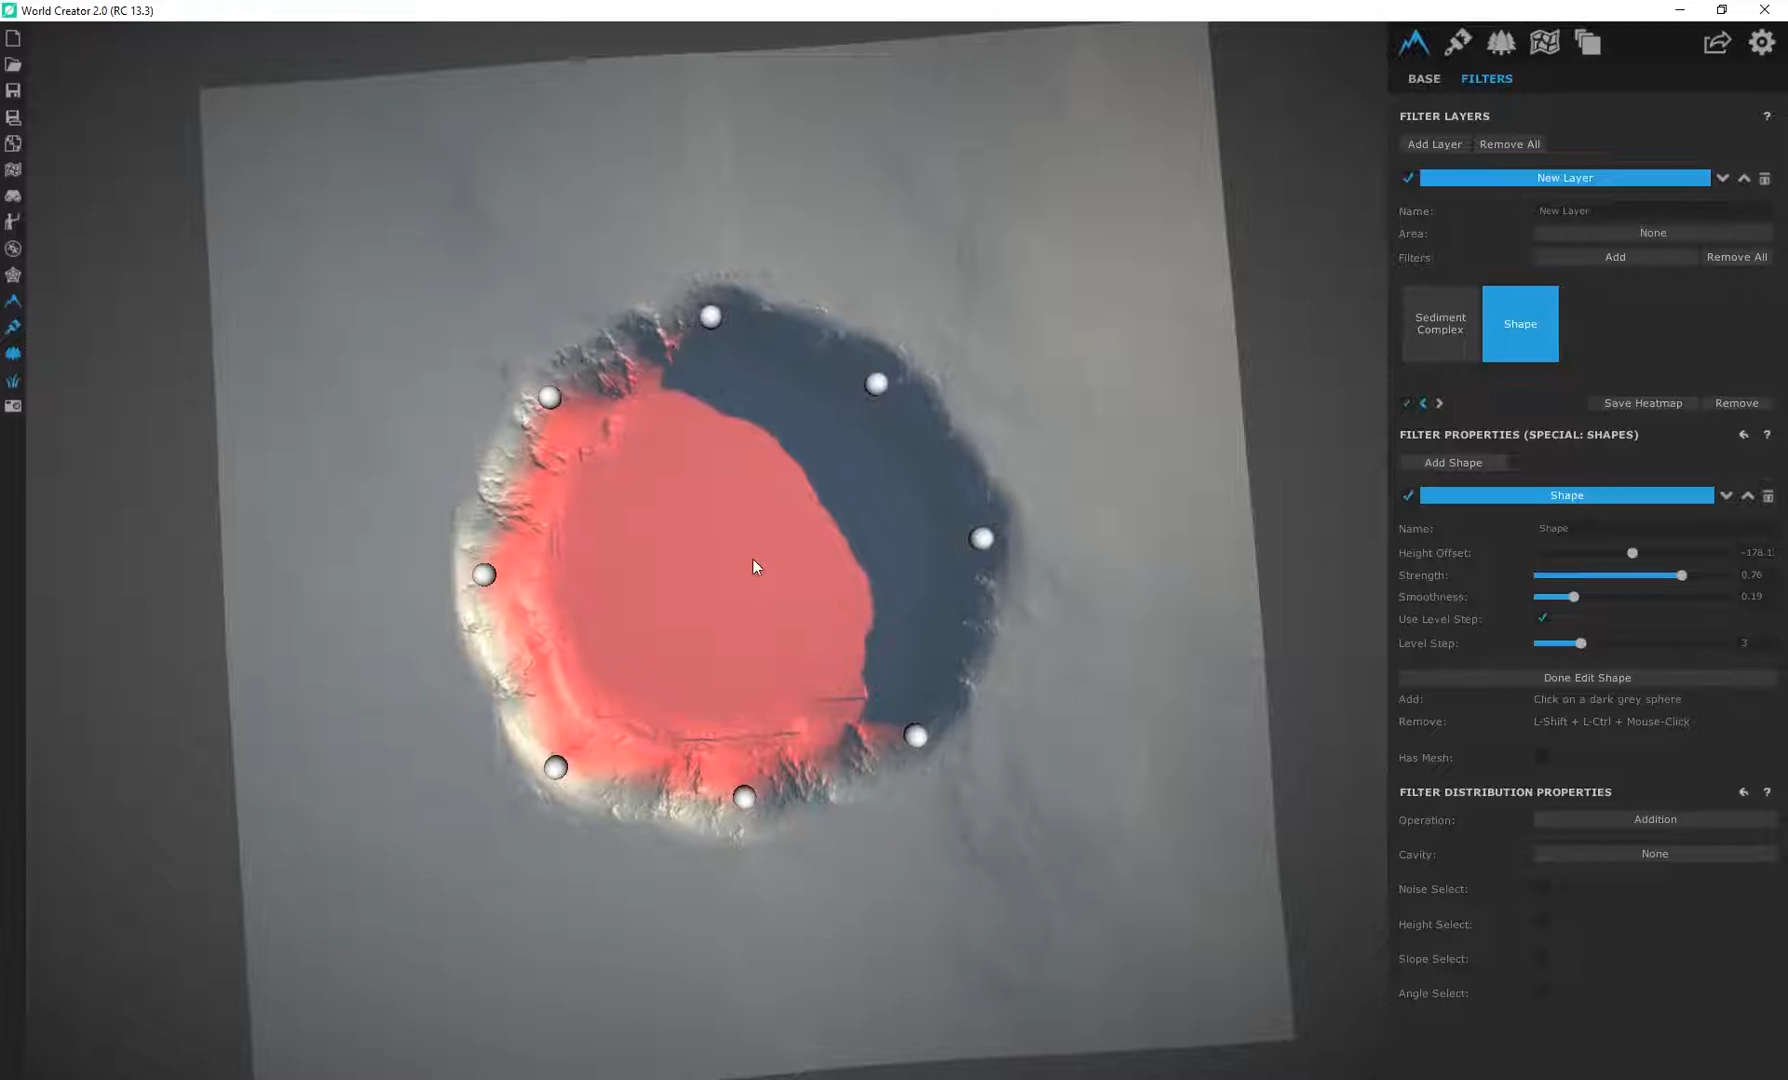 World Creator 2.0 (RC 13.3)
BASE FILTERS
FILTER LAYERS ?
Add Layer Remove All
New Layer
Name: New Layer
Area: None
Filters Add Remove All
Sediment Complex
Shape
Save Heatmap Remove
FILTER PROPERTIES (SPECIAL: SHAPES) ?
Add Shape
Shape
Name: Shape
Height Offset: -178.1
Strength: 0.76
Smoothness: 0.19
Use Level Step:
Level Step: 3
Done Edit Shape
Add: Click on a dark grey sphere
Remove: L-Shift + L-Ctrl + Mouse-Click
Has Mesh:
FILTER DISTRIBUTION PROPERTIES ?
Operation: Addition
Cavity: None
Noise Select:
Height Select:
Slope Select:
Angle Select: